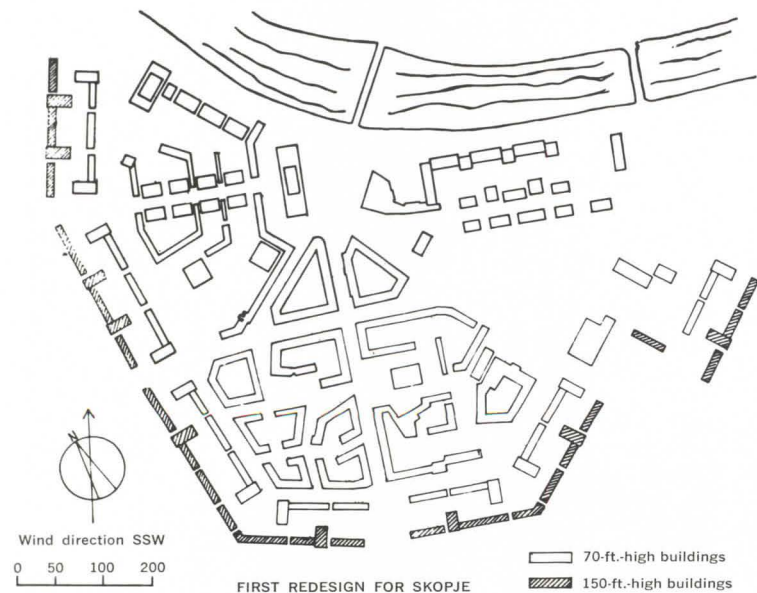 N
Wind direction SSW
0 50 100 200
FIRST REDESIGN FOR SKOPJE
70-ft.-high buildings
150-ft.-high buildings